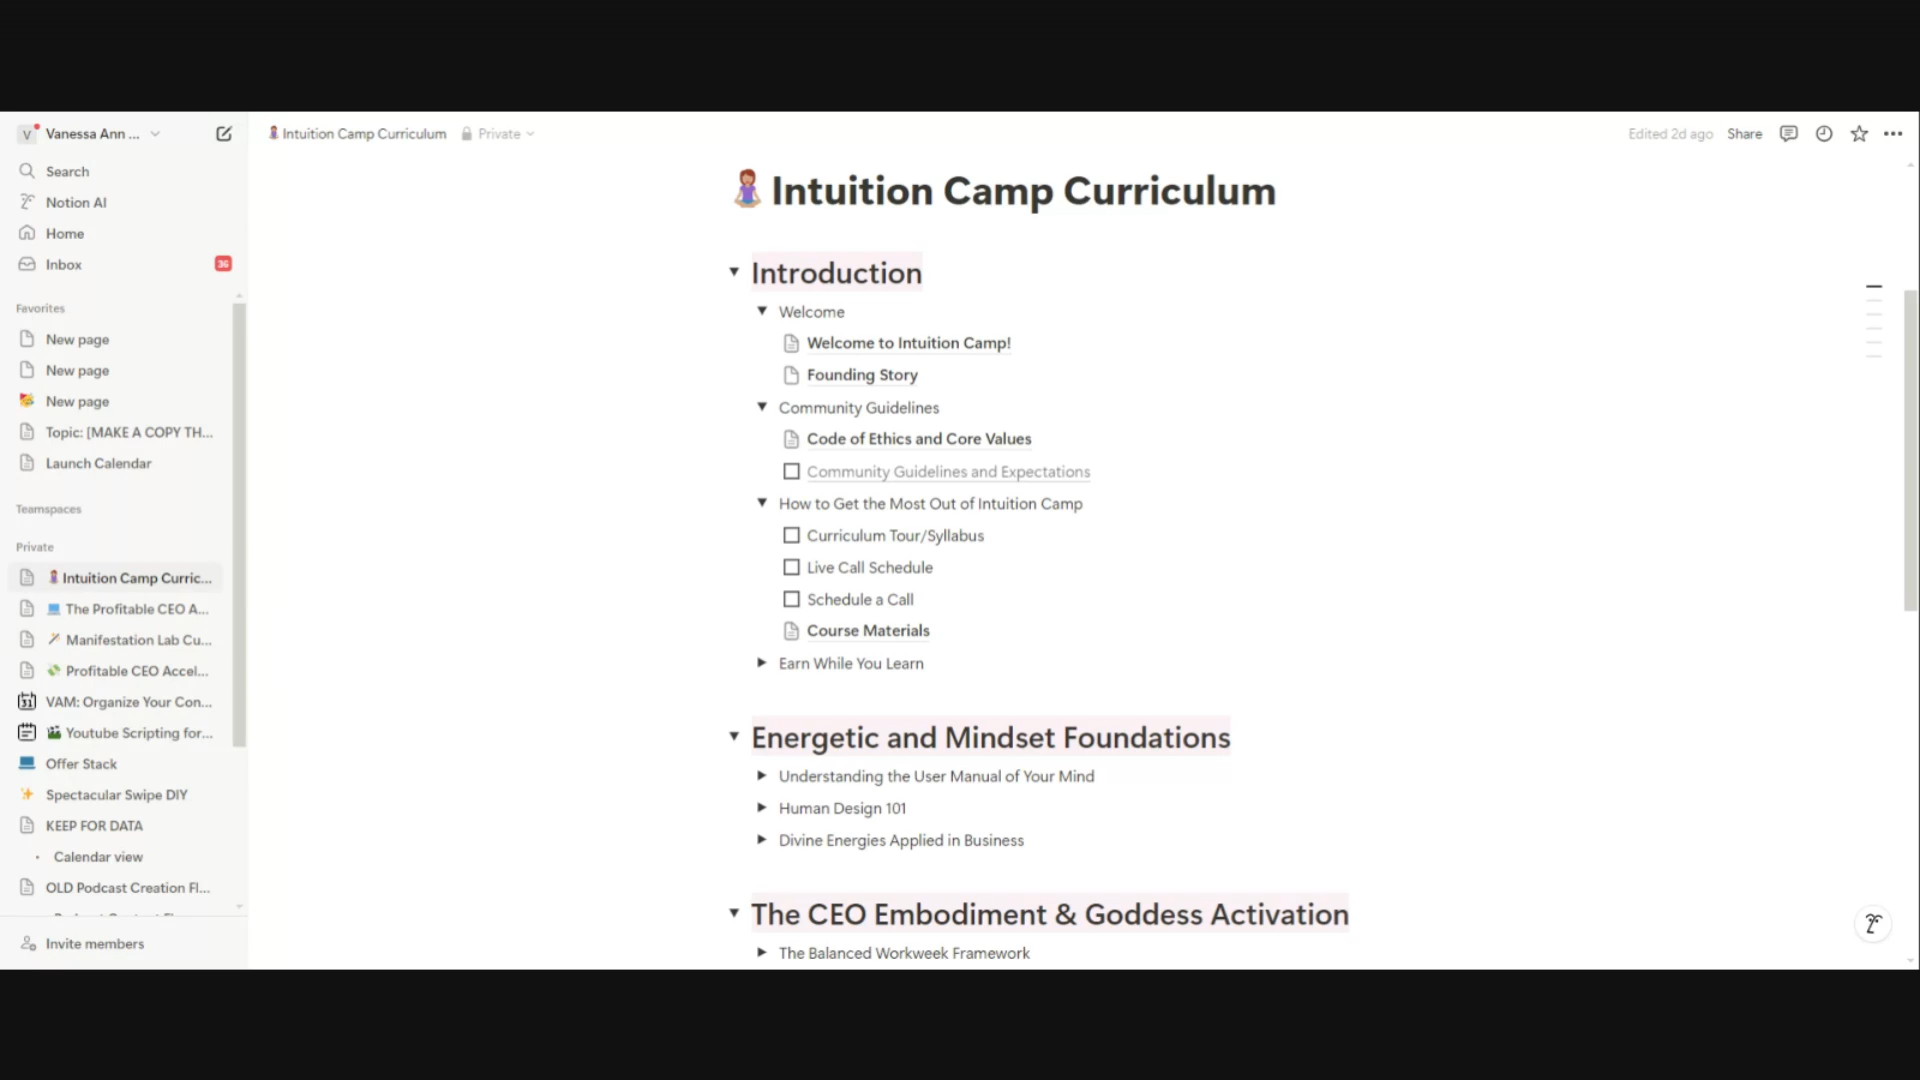 V Vanessa Ann ...
Search
Notion AI
Home
Inbox 36
Favorites
New page
New page
New page
Topic: [MAKE A COPY TH...
Launch Calendar
Teamspaces
Private
Intuition Camp Curric...
The Profitable CEO A...
Manifestation Lab Cu...
Profitable CEO Accel...
31 VAM: Organize Your Con...
Youtube Scripting for...
Offer Stack
Spectacular Swipe DIY
KEEP FOR DATA
Calendar view
OLD Podcast Creation Fl...
Invite members
Intuition Camp Curriculum Private
Edited 2d ago Share
Intuition Camp Curriculum
Introduction
Welcome
Welcome to Intuition Camp!
Founding Story
Community Guidelines
Code of Ethics and Core Values
Community Guidelines and Expectations
How to Get the Most Out of Intuition Camp
Curriculum Tour/Syllabus
Live Call Schedule
Schedule a Call
Course Materials
Earn While You Learn
Energetic and Mindset Foundations
Understanding the User Manual of Your Mind
Human Design 101
Divine Energies Applied in Business
The CEO Embodiment & Goddess Activation
The Balanced Workweek Framework